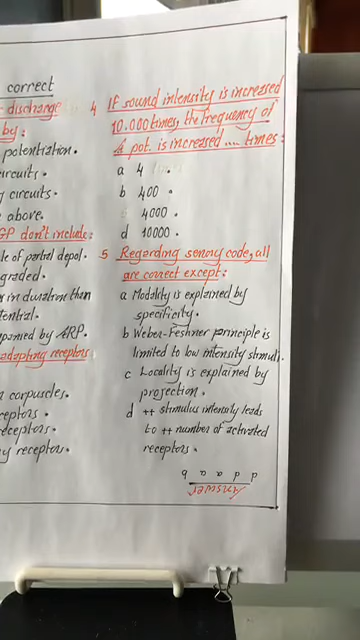 correct
discharge
by:
potentiation.
ircuits.
circuits.
above.
GP don't include:
le of partial depol.
graded.
r in duration than
tential.
panied by ARP.
adapting receptors
corpuscles.
ceptors.
receptors.
y receptors.
4 IF sound intensity is increased
10.000 times, the frequency of
pot. is increased .... times:
a 4
b 400 "
c 4000 "
d 10000 "
5 Regarding sensory code, all
are correct except:
a Modality is explained by
specificity.
b Weber-Feshner principle is
limited to low intensity stmuli.
c Locality is explained by
projection.
d ++ stimulus intensity leads
to ++ number of activated
receptors.
Answer